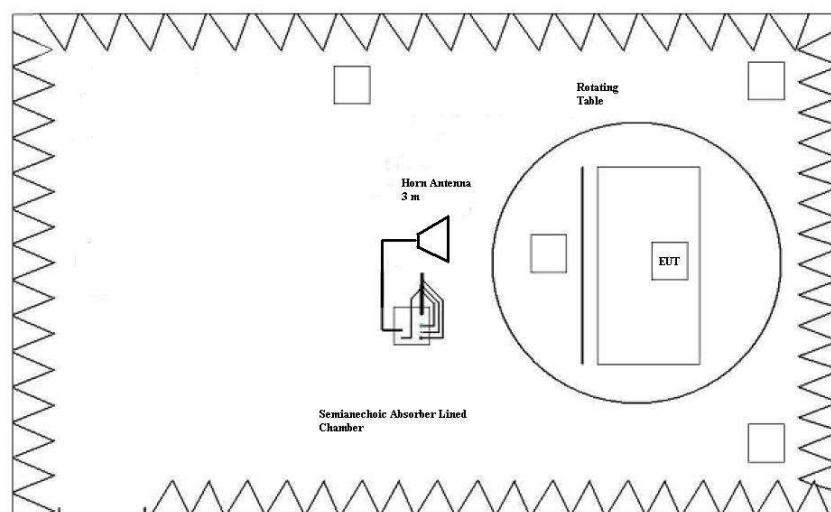 Rotating
Table
Horn Antenna
3 m
EUT
Semianechoic Absorber Lined
Chamber